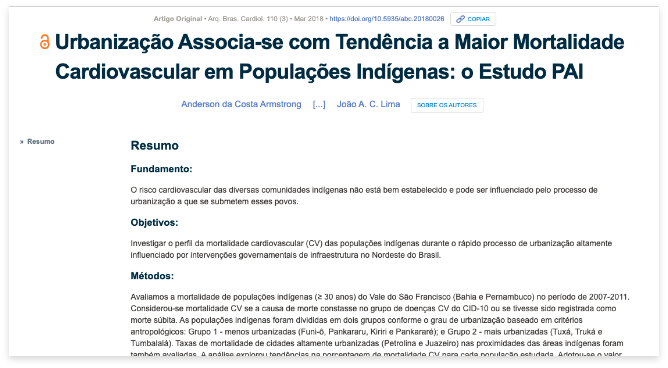 Artigo Original • Arq. Bras. Cardiol. 110 (3) • Mar 2018 • https://doi.org/10.5935/abc.20180026 COPIAR
Urbanização Associa-se com Tendência a Maior Mortalidade
Cardiovascular em Populações Indígenas: o Estudo PAI
Anderson da Costa Armstrong [...] João A. C. Lima SOBRE OS AUTORES
» Resumo
Resumo
Fundamento:
O risco cardiovascular das diversas comunidades indígenas não está bem estabelecido e pode ser influenciado pelo processo de
urbanização a que se submetem esses povos.
Objetivos:
Investigar o perfil da mortalidade cardiovascular (CV) das populações indígenas durante o rápido processo de urbanização altamente
influenciado por intervenções governamentais de infraestrutura no Nordeste do Brasil.
Métodos:
Avaliamos a mortalidade de populações indígenas (≥ 30 anos) do Vale do São Francisco (Bahia e Pernambuco) no período de 2007-2011.
Considerou-se mortalidade CV se a causa de morte constasse no grupo de doenças CV do CID-10 ou se tivesse sido registrada como
morte súbita. As populações indígenas foram divididas em dois grupos conforme o grau de urbanização baseado em critérios
antropológicos: Grupo 1 - menos urbanizadas (Funi-ô, Pankararu, Kiriri e Pankararé); e Grupo 2 - mais urbanizadas (Tuxá, Truká e
Tumbalalá). Taxas de mortalidade de cidades altamente urbanizadas (Petrolina e Juazeiro) nas proximidades das áreas indígenas foram
também avaliadas. A análise explorou tendências na porcentagem de mortalidade CV para cada população estudada. Adotou-se o valor